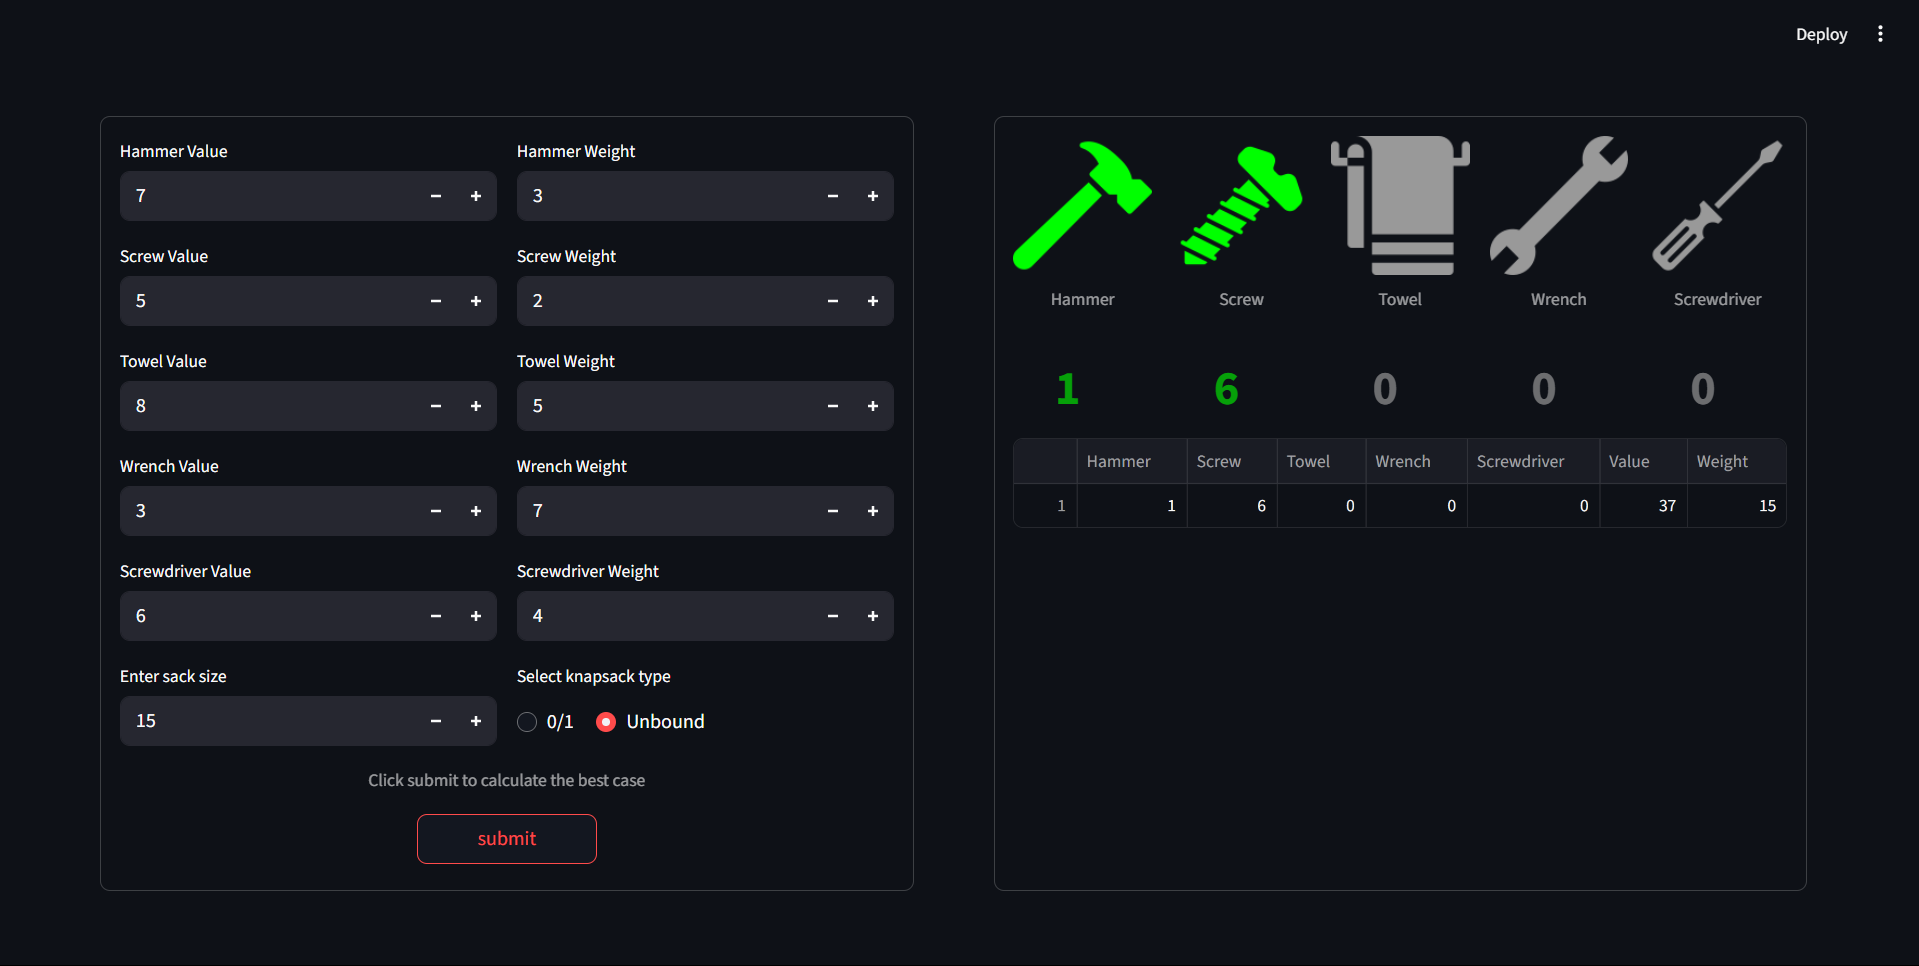 Deploy
Hammer Value
Hammer Weight
7
3
Screw Value
Screw Weight
5
2
Towel Value
Towel Weight
8
5
Wrench Value
Wrench Weight
3
7
Screwdriver Value
Screwdriver Weight
6
4
Enter sack size
Select knapsack type
15
0/1 Unbound
Click submit to calculate the best case
submit
Hammer Screw Towel Wrench Screwdriver
1 6 0 0 0
Hammer Screw Towel Wrench Screwdriver Value Weight
1 1 6 0 0 0 37 15